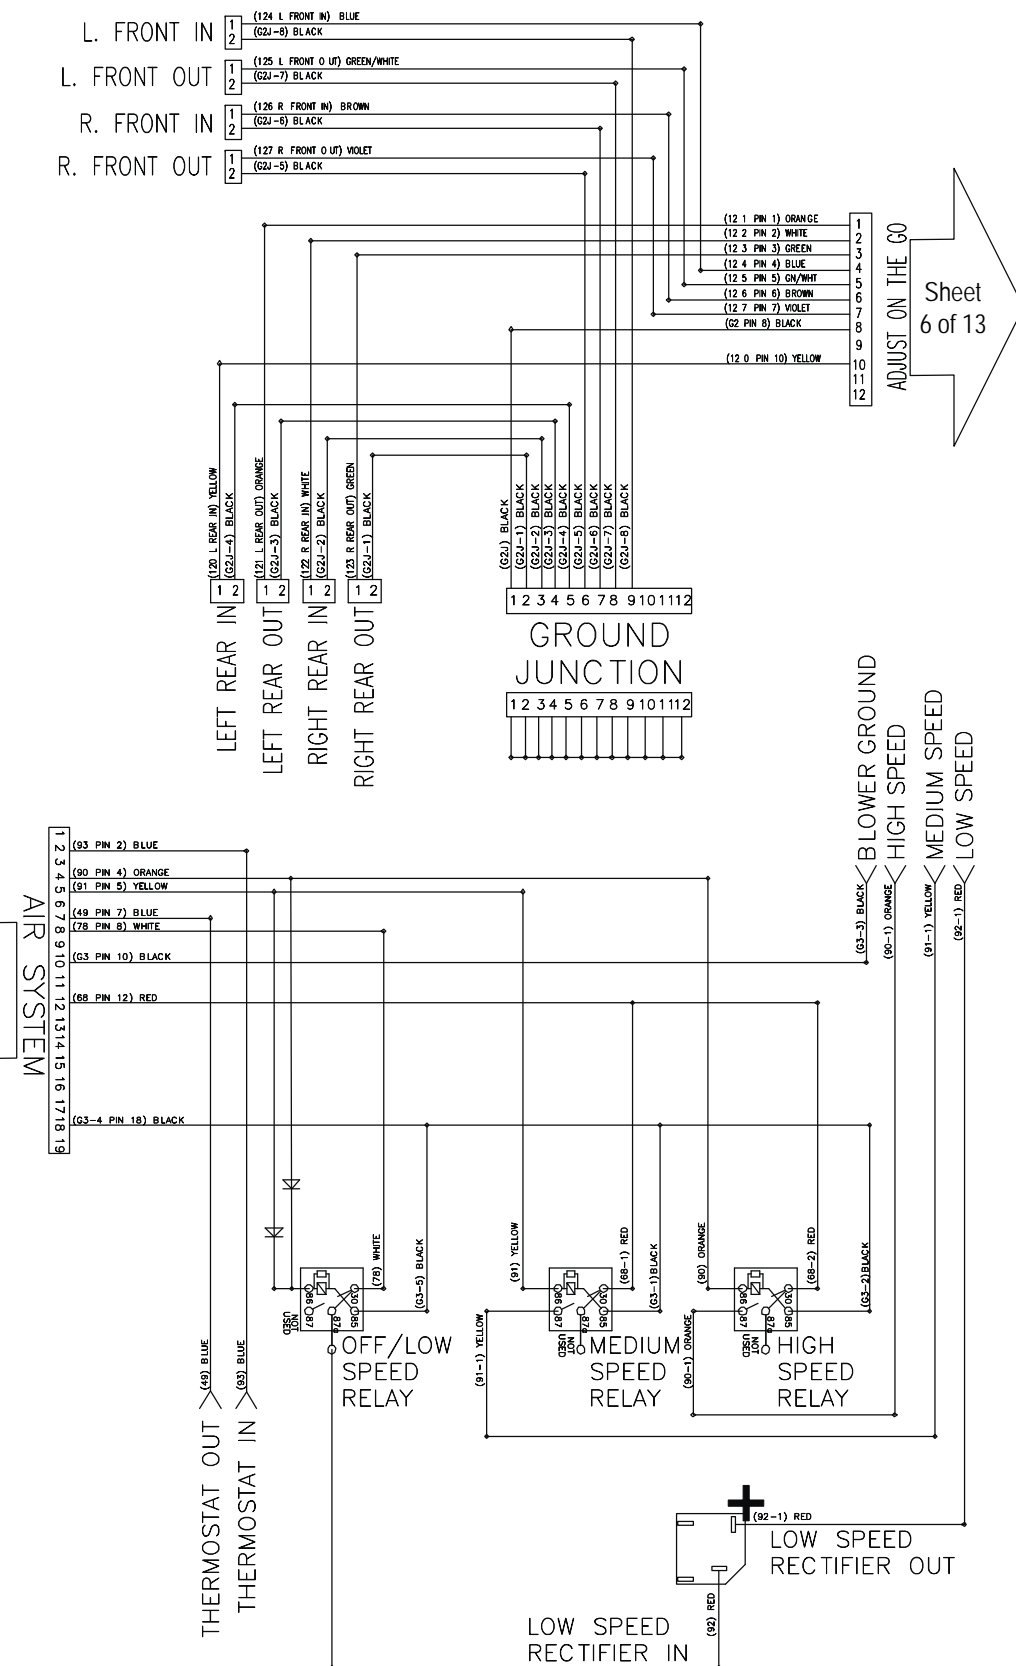 L. FRONT IN
1
2
(124 L FRONT IN) BLUE
(G2J-8) BLACK
L. FRONT OUT
1
2
(125 L FRONT OUT) GREEN/WHITE
(G2J-7) BLACK
R. FRONT IN
1
2
(126 R FRONT IN) BROWN
(G2J-6) BLACK
R. FRONT OUT
1
2
(127 R FRONT OUT) VIOLET
(G2J-5) BLACK
(12 1 PIN 1) ORANGE
(12 2 PIN 2) WHITE
(12 3 PIN 3) GREEN
(12 4 PIN 4) BLUE
(12 5 PIN 5) GN/WHT
(12 6 PIN 6) BROWN
(12 7 PIN 7) VIOLET
(G2 PIN 8) BLACK
(12 0 PIN 10) YELLOW
1
2
3
4
5
6
7
8
9
10
11
12
ADJUST ON THE GO
Sheet
6 of 13
(120 L REAR IN) YELLOW
(G2J-4) BLACK
(121 L REAR OUT) ORANGE
(G2J-3) BLACK
(122 R REAR IN) WHITE
(G2J-2) BLACK
(123 R REAR OUT) GREEN
(G2J-1) BLACK
1 2
1 2
1 2
1 2
LEFT REAR IN
LEFT REAR OUT
RIGHT REAR IN
RIGHT REAR OUT
(G2J) BLACK
(G2J-1) BLACK
(G2J-2) BLACK
(G2J-3) BLACK
(G2J-4) BLACK
(G2J-5) BLACK
(G2J-6) BLACK
(G2J-7) BLACK
(G2J-8) BLACK
1 2 3 4 5 6 7 8 9 10 11 12
GROUND
JUNCTION
1 2 3 4 5 6 7 8 9 10 11 12
BLOWER GROUND
HIGH SPEED
MEDIUM SPEED
LOW SPEED
(G3-3) BLACK
(90-1) ORANGE
(91-1) YELLOW
(92-1) RED
AIR SYSTEM
1 2 3 4 5 6 7 8 9 10 11 12 13 14 15 16 17 18 19
(93 PIN 2) BLUE
(90 PIN 4) ORANGE
(91 PIN 5) YELLOW
(49 PIN 7) BLUE
(78 PIN 8) WHITE
(G3 PIN 10) BLACK
(68 PIN 12) RED
(G3-4 PIN 18) BLACK
(78) WHITE
(G3-5) BLACK
(91) YELLOW
(68-1) RED
(G3-1) BLACK
(90) ORANGE
(68-2) RED
(G3-2) BLACK
86 30
87 87a 85
NOT
USED
OFF/LOW
SPEED
RELAY
86 30
87 87a 85
NOT
USED
MEDIUM
SPEED
RELAY
(91-1) YELLOW
86 30
87 87a 85
NOT
USED
HIGH
SPEED
RELAY
(90-1) ORANGE
(49) BLUE
(93) BLUE
THERMOSTAT OUT
THERMOSTAT IN
+
(92-1) RED
LOW SPEED
RECTIFIER OUT
(92) RED
LOW SPEED
RECTIFIER IN